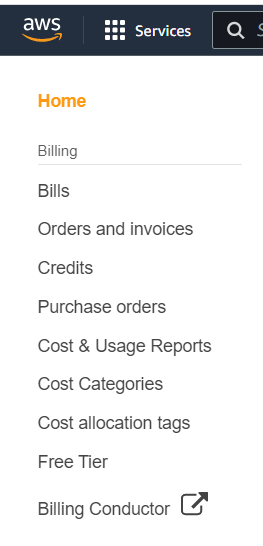 aws
Services
Home
Billing
Bills
Orders and invoices
Credits
Purchase orders
Cost & Usage Reports
Cost Categories
Cost allocation tags
Free Tier
Billing Conductor